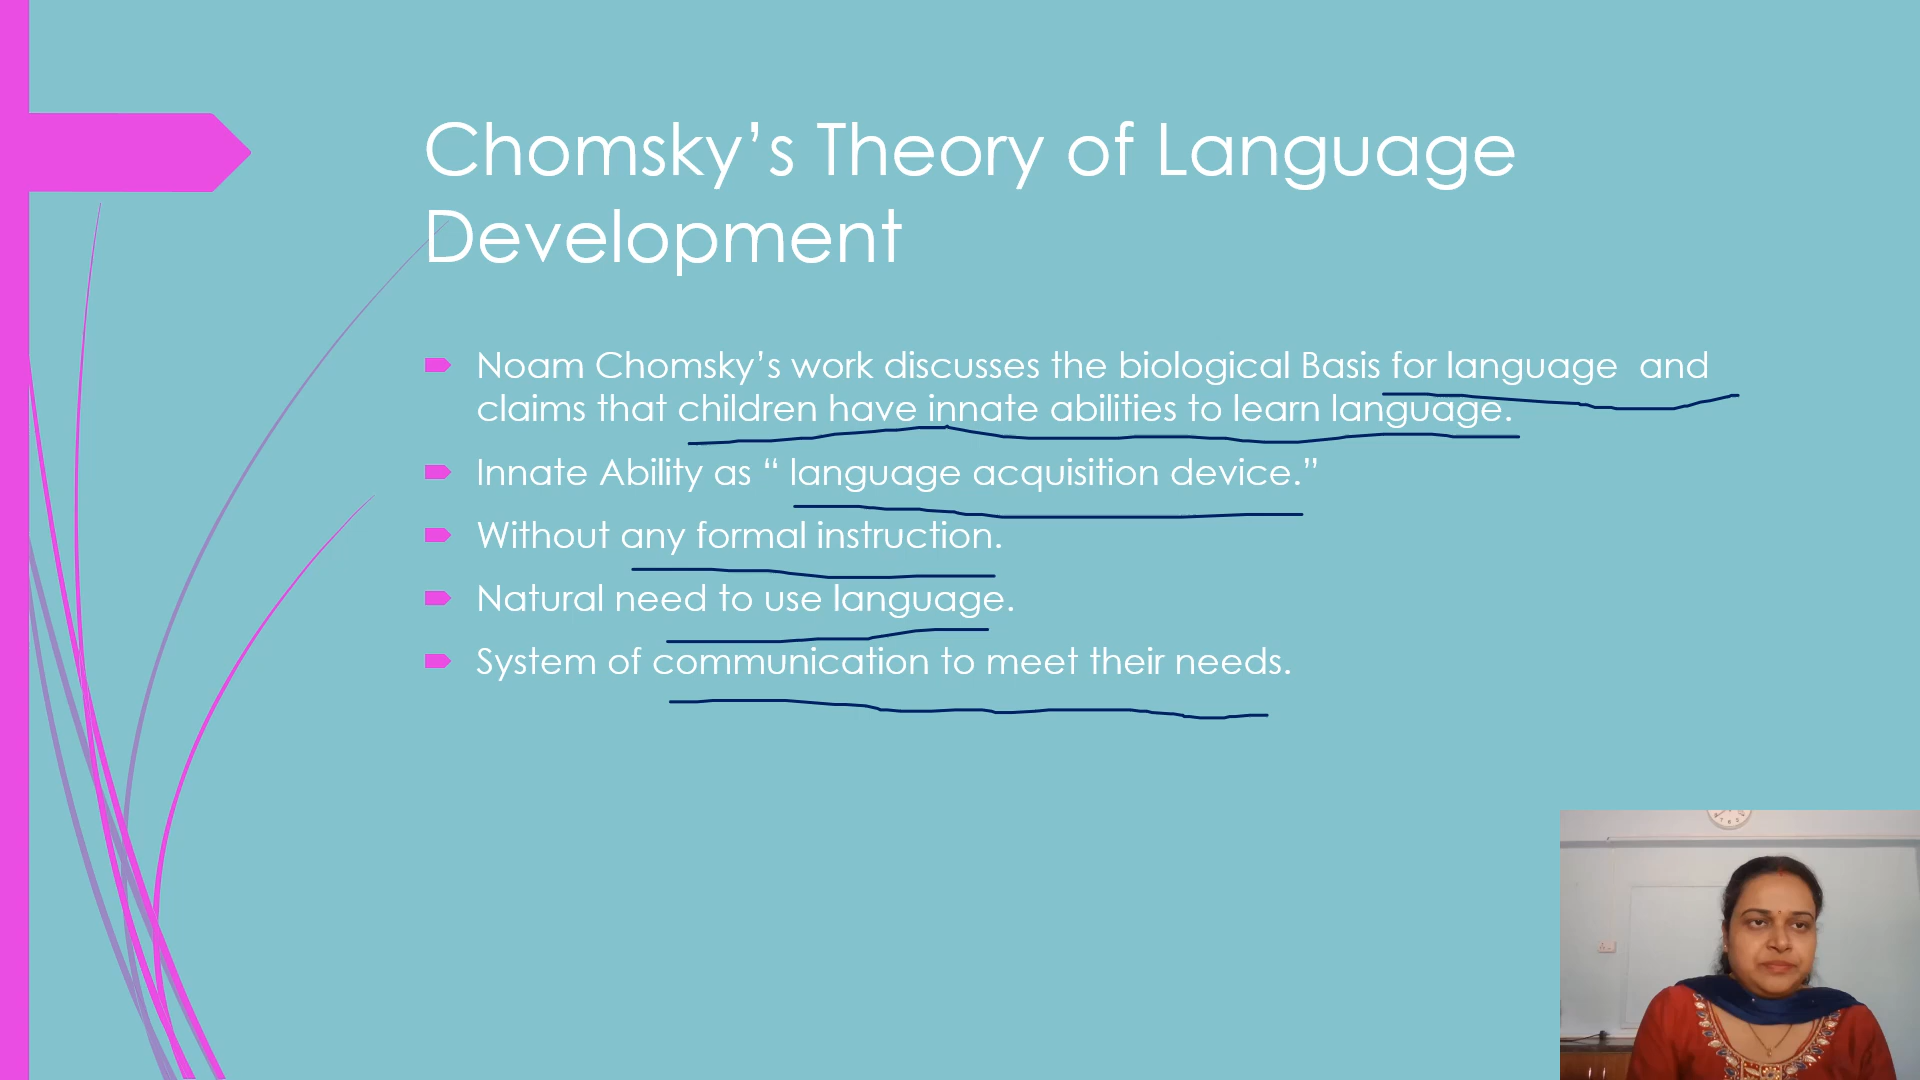 Chomsky’s Theory of Language
Development
Noam Chomsky’s work discusses the biological Basis for language  and
claims that children have innate abilities to learn language.
Innate Ability as “ language acquisition device.”
Without any formal instruction.
Natural need to use language.
System of communication to meet their needs.